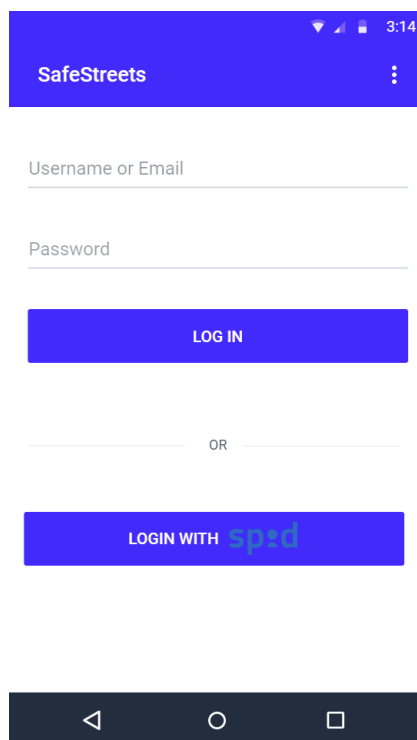 3:14
SafeStreets
Username or Email
Password
LOG IN
OR
LOGIN WITH spid